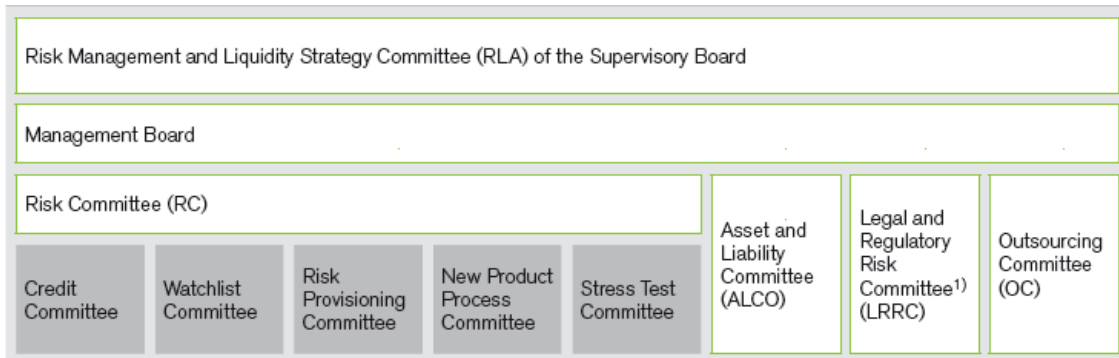 Risk Management and Liquidity Strategy Committee (RLA) of the Supervisory Board
Management Board
Risk Committee (RC)
Credit
Committee
Watchlist
Committee
Risk
Provisioning
Committee
New Product
Process
Committee
Stress Test
Committee
Asset and
Liability
Committee
(ALCO)
Legal and
Regulatory
Risk
Committee¹⁾
(LRRC)
Outsourcing
Committee
(OC)